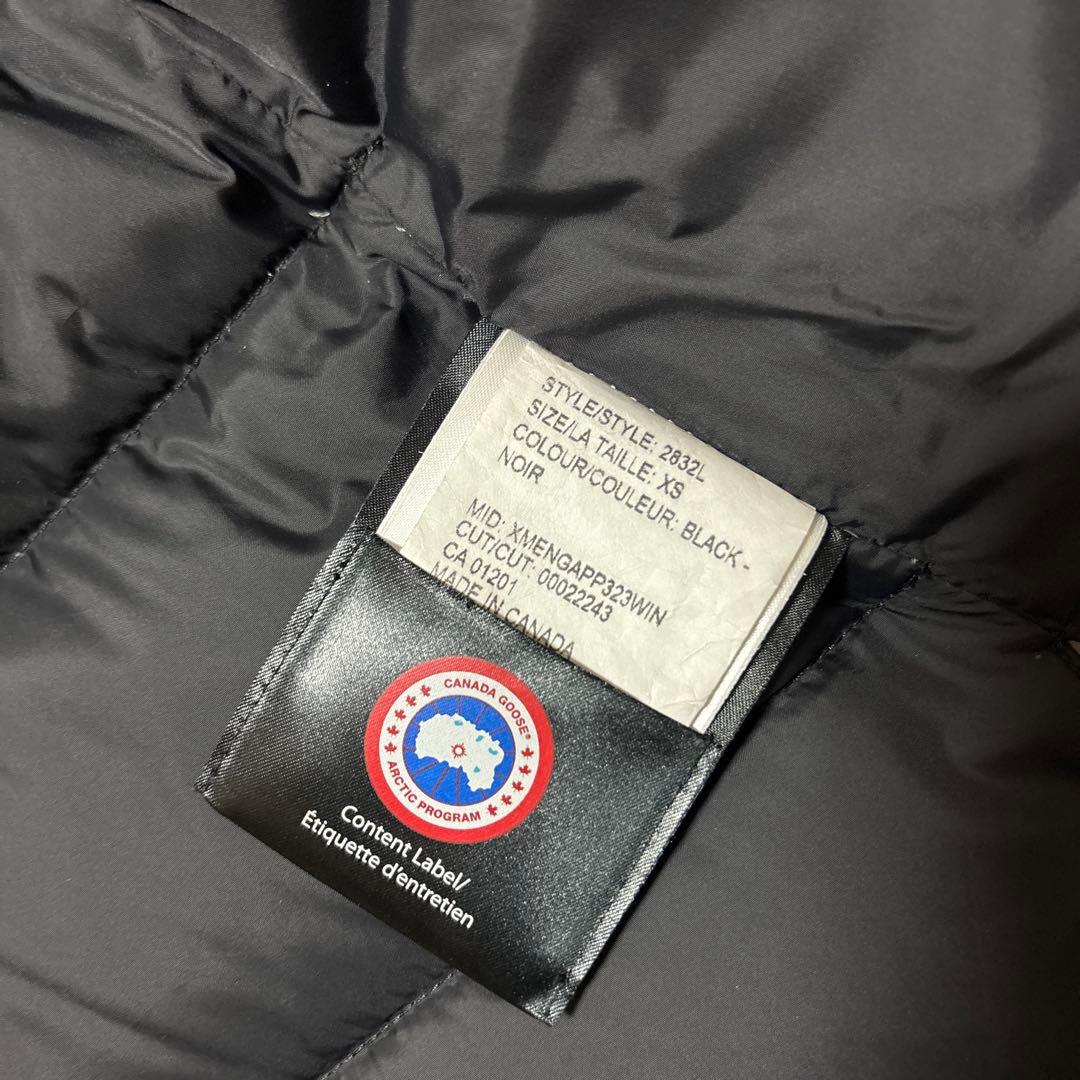 STYLE/STYLE: 2832L
SIZE/LA TAILLE: XS
COLOUR/COULEUR: BLACK -
NOIR
MID: XMENGAPP323WIN
CUT/CUT: 00022243
CA 01201
MADE IN CANADA
CANADA GOOSE®
ARCTIC PROGRAM
Content Label/
Étiquette d'entretien